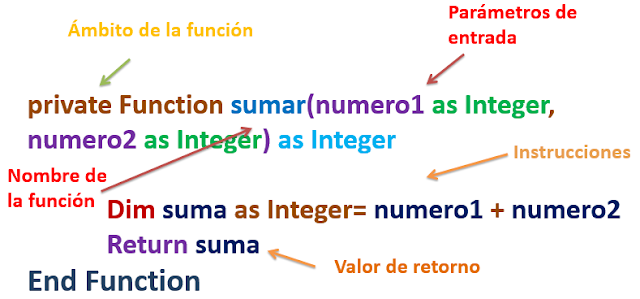 Ámbito de la función
Parámetros de
entrada
private Function sumar(numero1 as Integer,
numero2 as Integer) as Integer
Instrucciones
Nombre de
la función
Dim suma as Integer= numero1 + numero2
Return suma
Valor de retorno
End Function